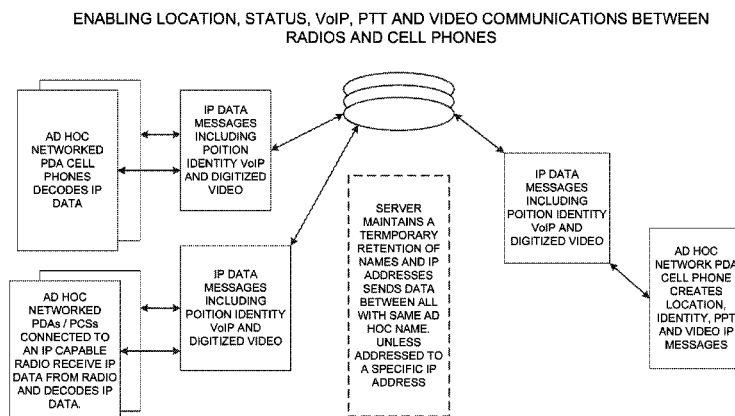 ENABLING LOCATION, STATUS, VoIP, PTT AND VIDEO COMMUNICATIONS BETWEEN
RADIOS AND CELL PHONES
AD HOC
NETWORKED
PDA CELL
PHONES
DECODES IP
DATA
IP DATA
MESSAGES
INCLUDING
POITION
IDENTITY VoIP
AND DIGITIZED
VIDEO
AD HOC
NETWORKED
PDAs / PCSs
CONNECTED TO
AN IP CAPABLE
RADIO RECEIVE IP
DATA FROM RADIO
AND DECODES IP
DATA.
IP DATA
MESSAGES
INCLUDING
POITION IDENTITY
VoIP AND
DIGITIZED VIDEO
SERVER
MAINTAINS A
TERMPORARY
RETENTION OF
NAMES AND IP
ADDRESSES
SENDS DATA
BETWEEN ALL
WITH SAME AD
HOC NAME.
UNLESS
ADDRESSED TO
A SPECIFIC IP
ADDRESS
IP DATA
MESSAGES
INCLUDING
POITION IDENTITY
VoIP AND
DIGITIZED VIDEO
AD HOC
NETWORK PDA
CELL PHONE
CREATES
LOCATION,
IDENTITY, PPT
AND VIDEO IP
MESSAGES